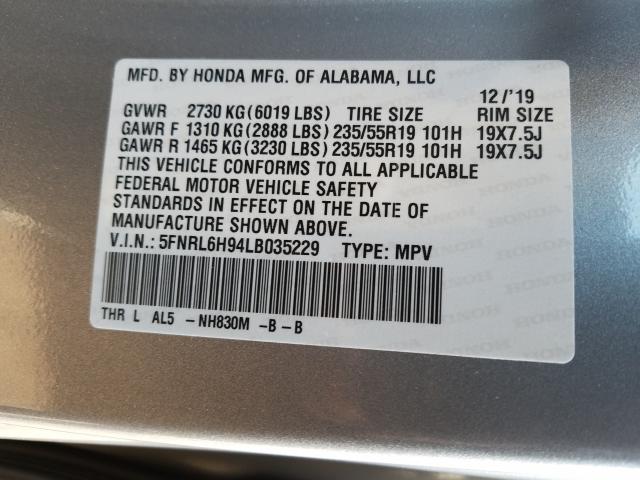 MFD. BY HONDA MFG. OF ALABAMA, LLC
12/'19
GVWR 2730 KG (6019 LBS) TIRE SIZE RIM SIZE
GAWR F 1310 KG (2888 LBS) 235/55R19 101H 19X7.5J
GAWR R 1465 KG (3230 LBS) 235/55R19 101H 19X7.5J
THIS VEHICLE CONFORMS TO ALL APPLICABLE
FEDERAL MOTOR VEHICLE SAFETY
STANDARDS IN EFFECT ON THE DATE OF
MANUFACTURE SHOWN ABOVE.
V.I.N.: 5FNRL6H94LB035229 TYPE: MPV
THR L AL5 -NH830M -B-B